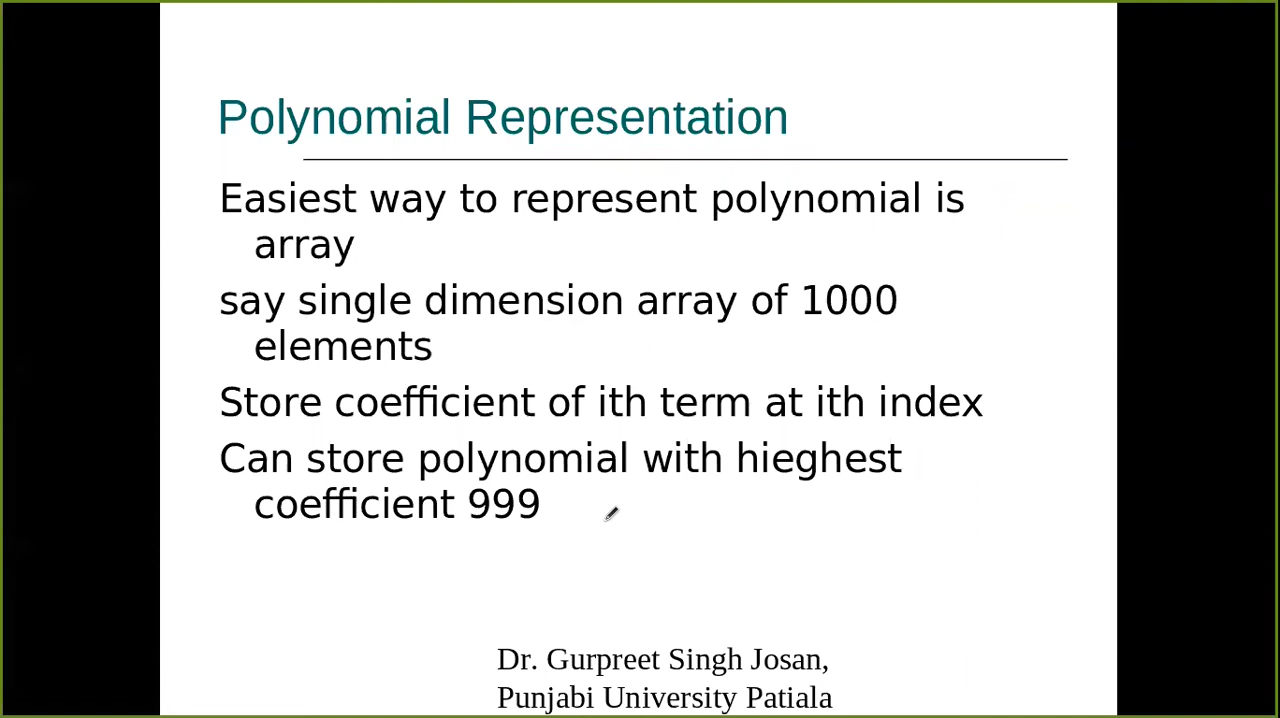 Polynomial Representation
Easiest way to represent polynomial is
array
say single dimension array of 1000
elements
Store coefficient of ith term at ith index
Can store polynomial with hieghest
coefficient 999
Dr. Gurpreet Singh Josan,
Punjabi University Patiala